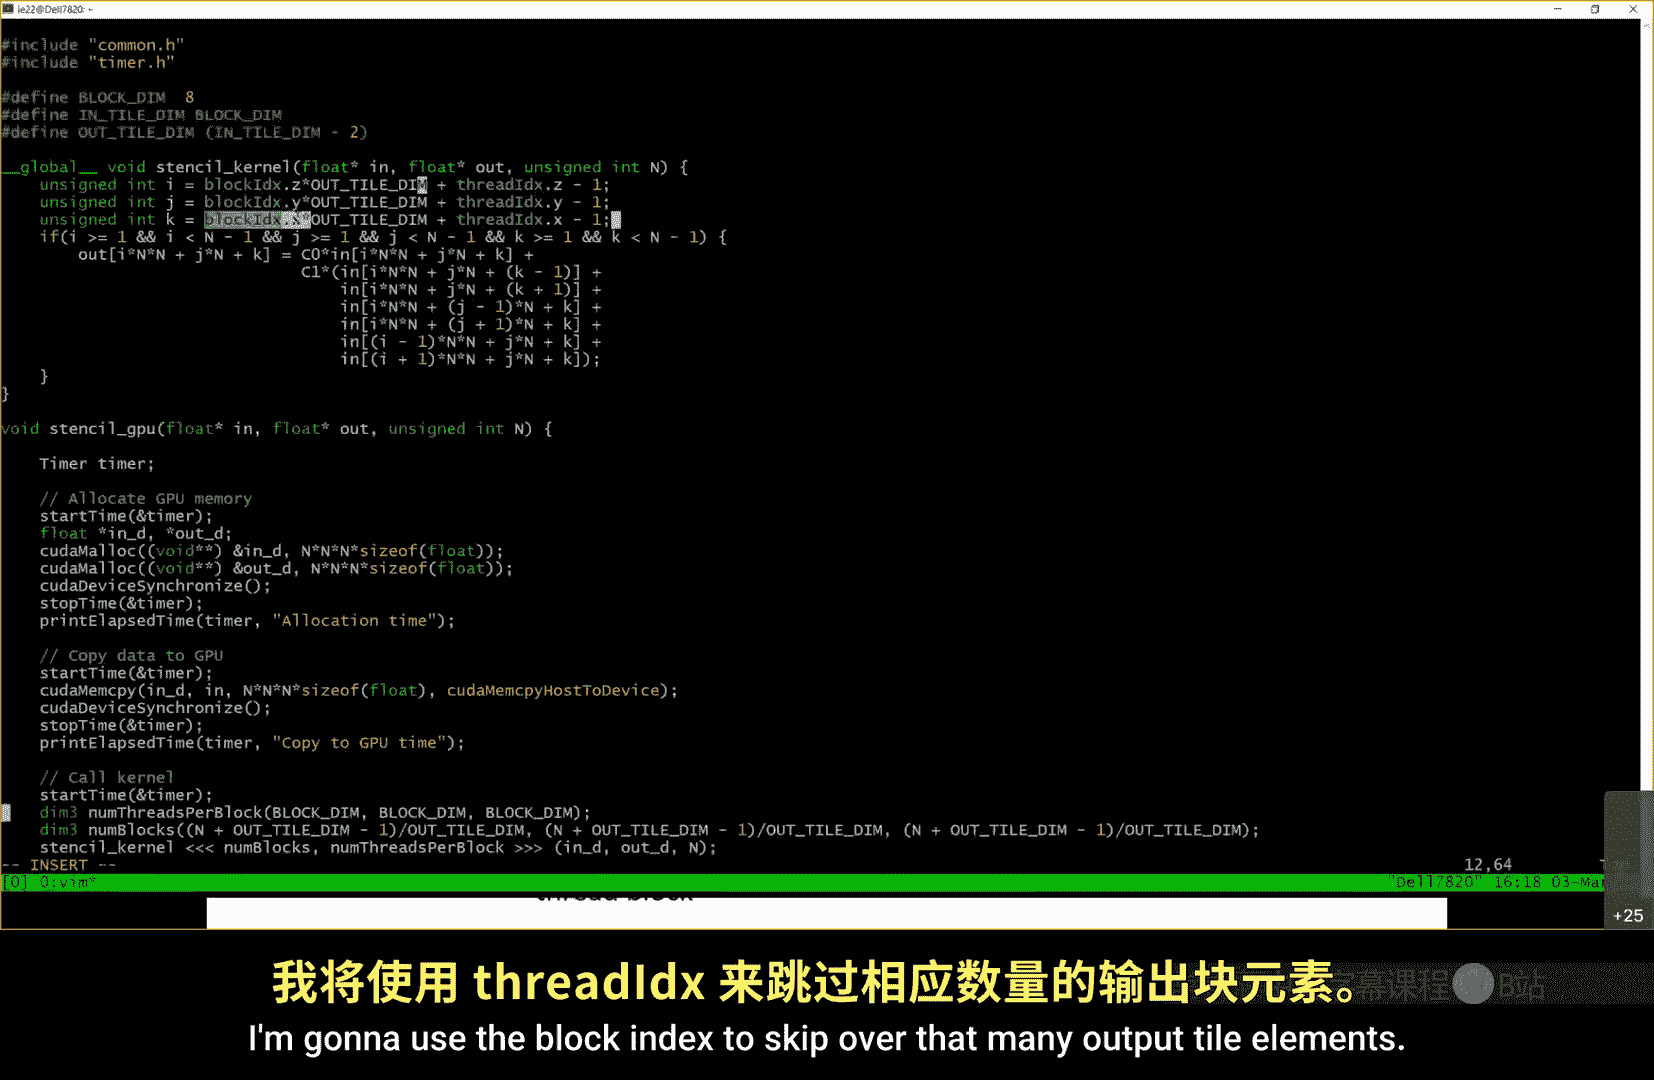 ie22@Dell7820: ~
#include "common.h"
#include "timer.h"
#define BLOCK_DIM 8
#define IN_TILE_DIM BLOCK_DIM
#define OUT_TILE_DIM (IN_TILE_DIM - 2)
__global__ void stencil_kernel(float* in, float* out, unsigned int N) {
unsigned int i = blockIdx.z*OUT_TILE_DIM + threadIdx.z - 1;
unsigned int j = blockIdx.y*OUT_TILE_DIM + threadIdx.y - 1;
unsigned int k = blockIdx.x*OUT_TILE_DIM + threadIdx.x - 1;
if(i >= 1 && i < N - 1 && j >= 1 && j < N - 1 && k >= 1 && k < N - 1) {
out[i*N*N + j*N + k] = C0*in[i*N*N + j*N + k] +
C1*(in[i*N*N + j*N + (k - 1)] +
in[i*N*N + j*N + (k + 1)] +
in[i*N*N + (j - 1)*N + k] +
in[i*N*N + (j + 1)*N + k] +
in[(i - 1)*N*N + j*N + k] +
in[(i + 1)*N*N + j*N + k]);
}
}
void stencil_gpu(float* in, float* out, unsigned int N) {
Timer timer;
// Allocate GPU memory
startTime(&timer);
float *in_d, *out_d;
cudaMalloc((void**) &in_d, N*N*N*sizeof(float));
cudaMalloc((void**) &out_d, N*N*N*sizeof(float));
cudaDeviceSynchronize();
stopTime(&timer);
printElapsedTime(timer, "Allocation time");
// Copy data to GPU
startTime(&timer);
cudaMemcpy(in_d, in, N*N*N*sizeof(float), cudaMemcpyHostToDevice);
cudaDeviceSynchronize();
stopTime(&timer);
printElapsedTime(timer, "Copy to GPU time");
// Call kernel
startTime(&timer);
dim3 numThreadsPerBlock(BLOCK_DIM, BLOCK_DIM, BLOCK_DIM);
dim3 numBlocks((N + OUT_TILE_DIM - 1)/OUT_TILE_DIM, (N + OUT_TILE_DIM - 1)/OUT_TILE_DIM, (N + OUT_TILE_DIM - 1)/OUT_TILE_DIM);
stencil_kernel <<< numBlocks, numThreadsPerBlock >>> (in_d, out_d, N);
-- INSERT -- 12,64
[0] 0:vim* "Dell7820" 16:18 03-Mar
thread block
+25
我将使用 threadIdx 来跳过相应数量的输出块元素。
幕课程 B站
I'm gonna use the block index to skip over that many output tile elements.